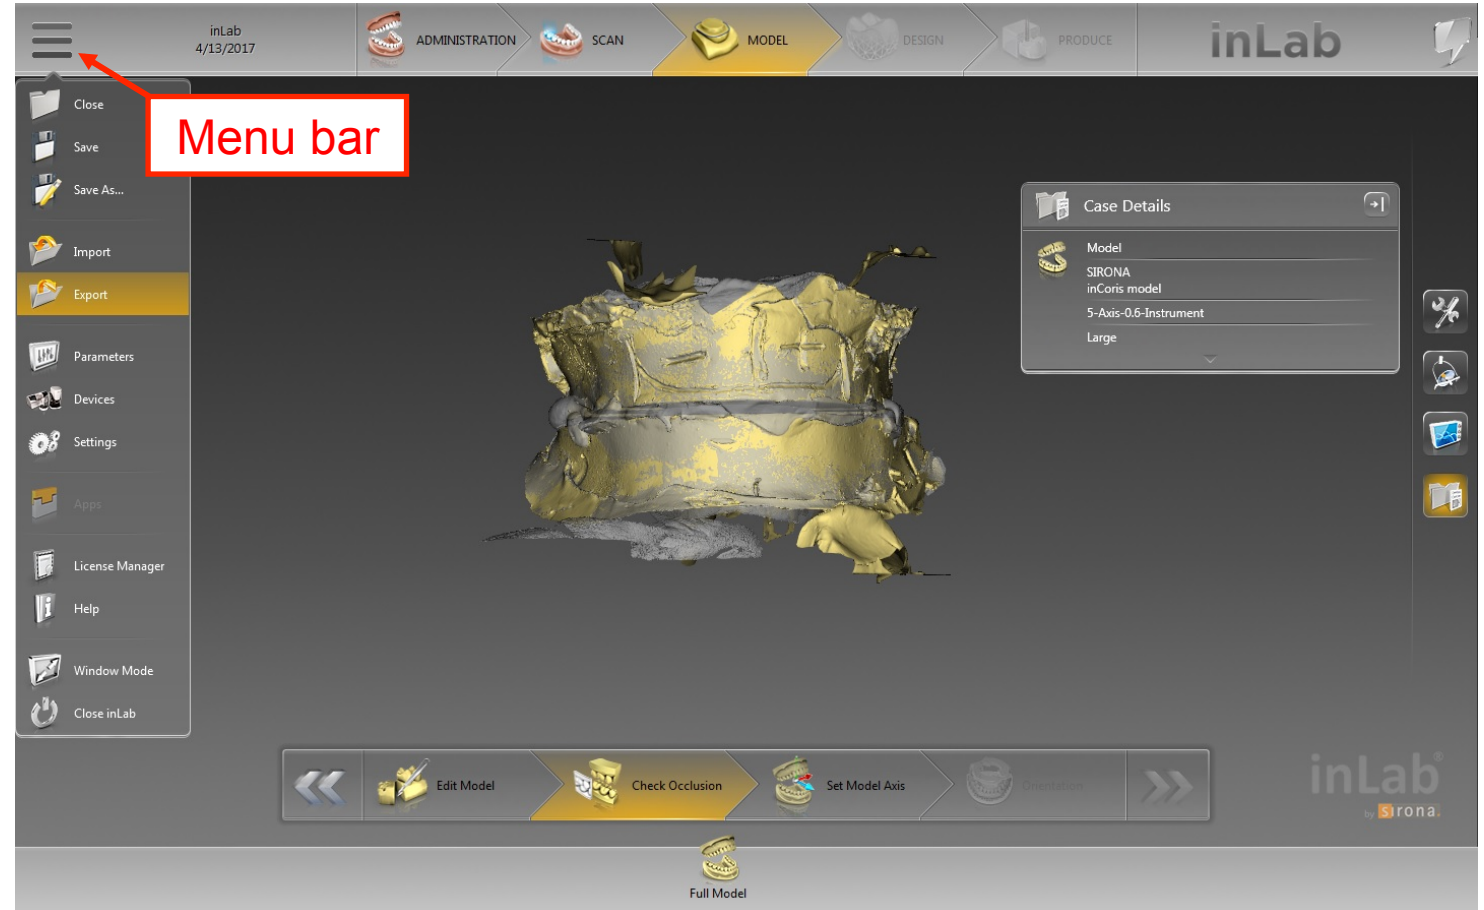 inLab
4/13/2017
ADMINISTRATION
SCAN
MODEL
DESIGN
PRODUCE
inLab
Menu bar
Close
Save
Save As...
Import
Export
Parameters
Devices
Settings
Apps
License Manager
Help
Window Mode
Close inLab
Case Details
Model
SIRONA
inCoris model
5-Axis-0.6-Instrument
Large
Edit Model
Check Occlusion
Set Model Axis
Orientation
inLab®
by sirona.
Full Model